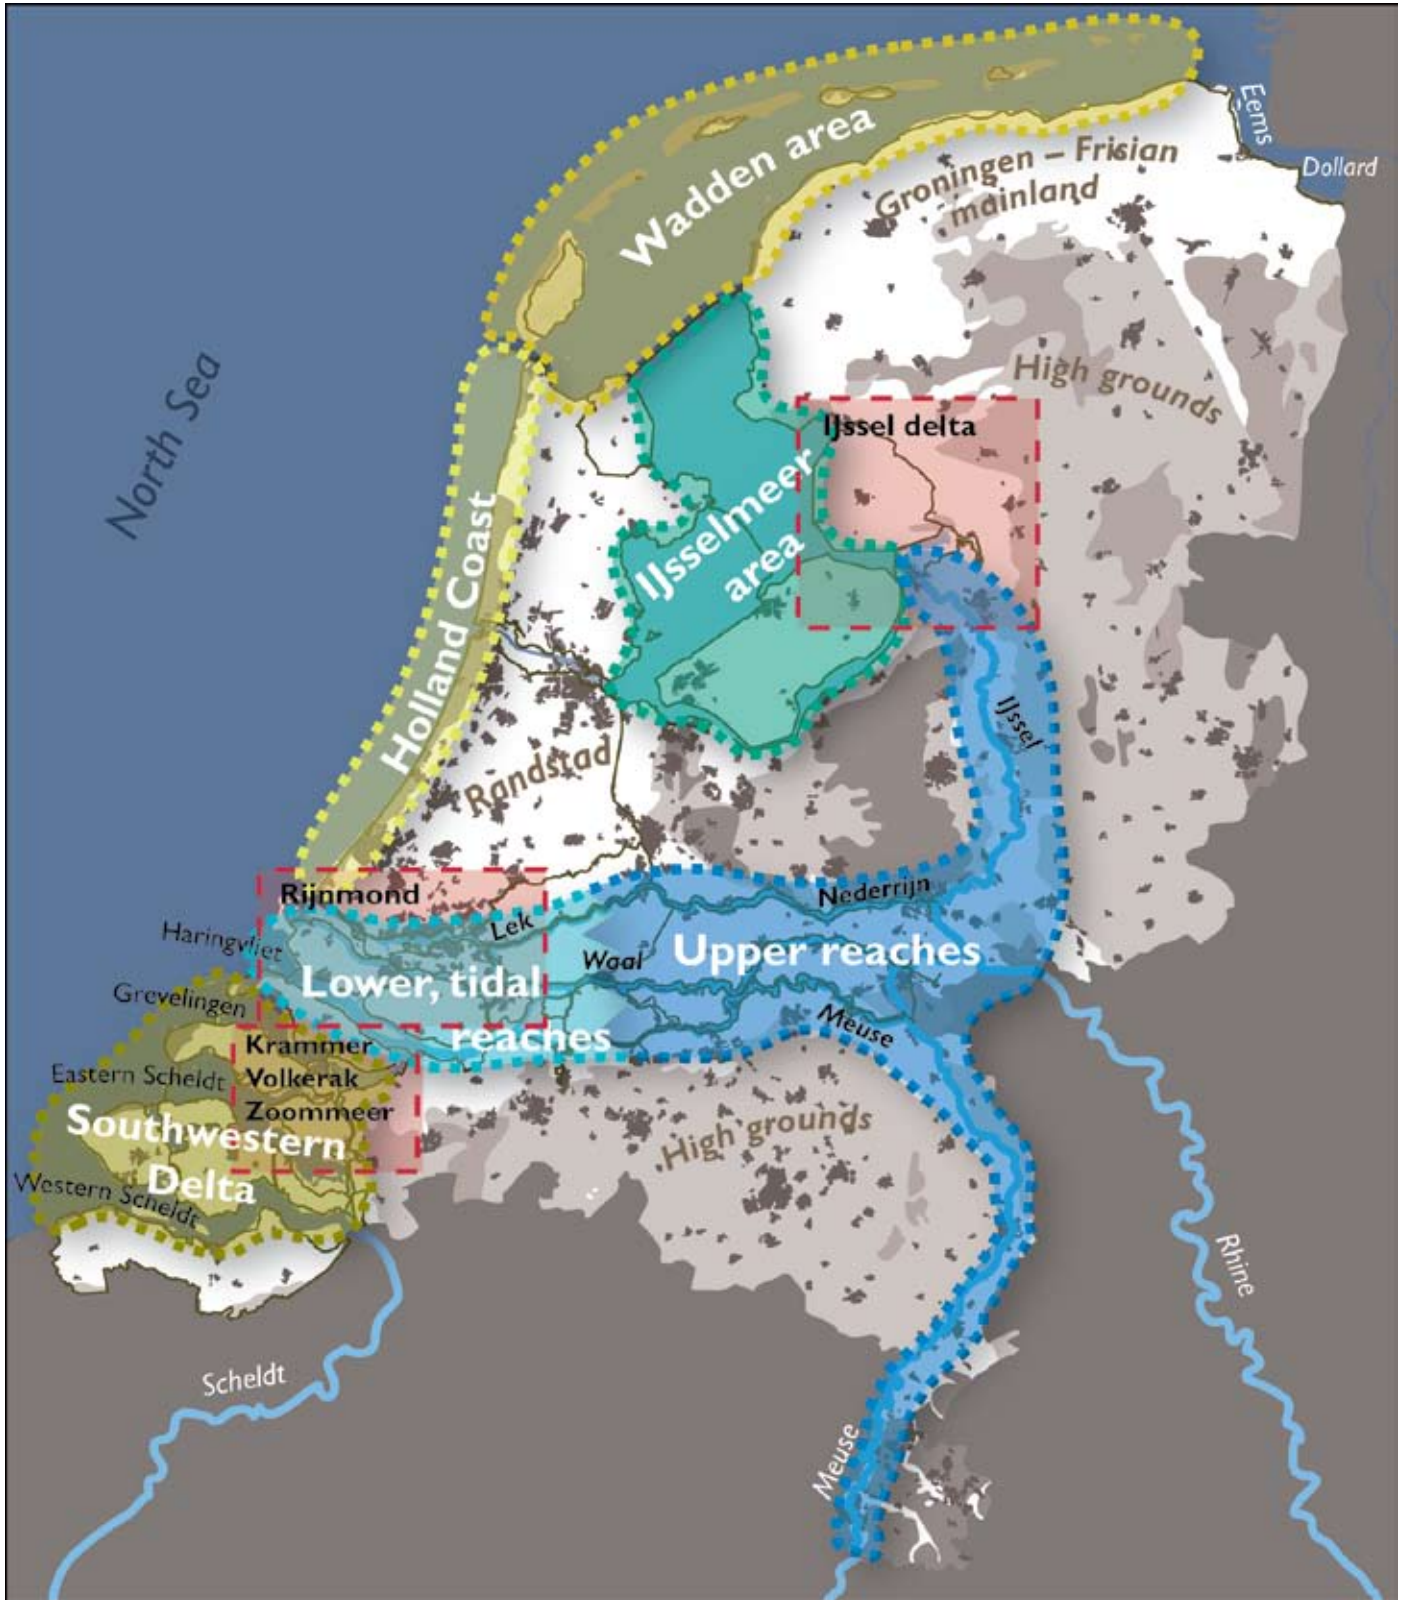 Eems
Dollard
Wadden area
Groningen – Frisian
mainland
North Sea
High grounds
IJssel delta
IJsselmeer
area
Holland Coast
IJssel
Randstad
Rijnmond
Nederrijn
Haringvliet
Lek
Waal
Upper reaches
Lower, tidal
reaches
Grevelingen
Meuse
Krammer
Volkerak
Zoommeer
Eastern Scheldt
Southwestern
Delta
Western Scheldt
High grounds
Rhine
Scheldt
Meuse